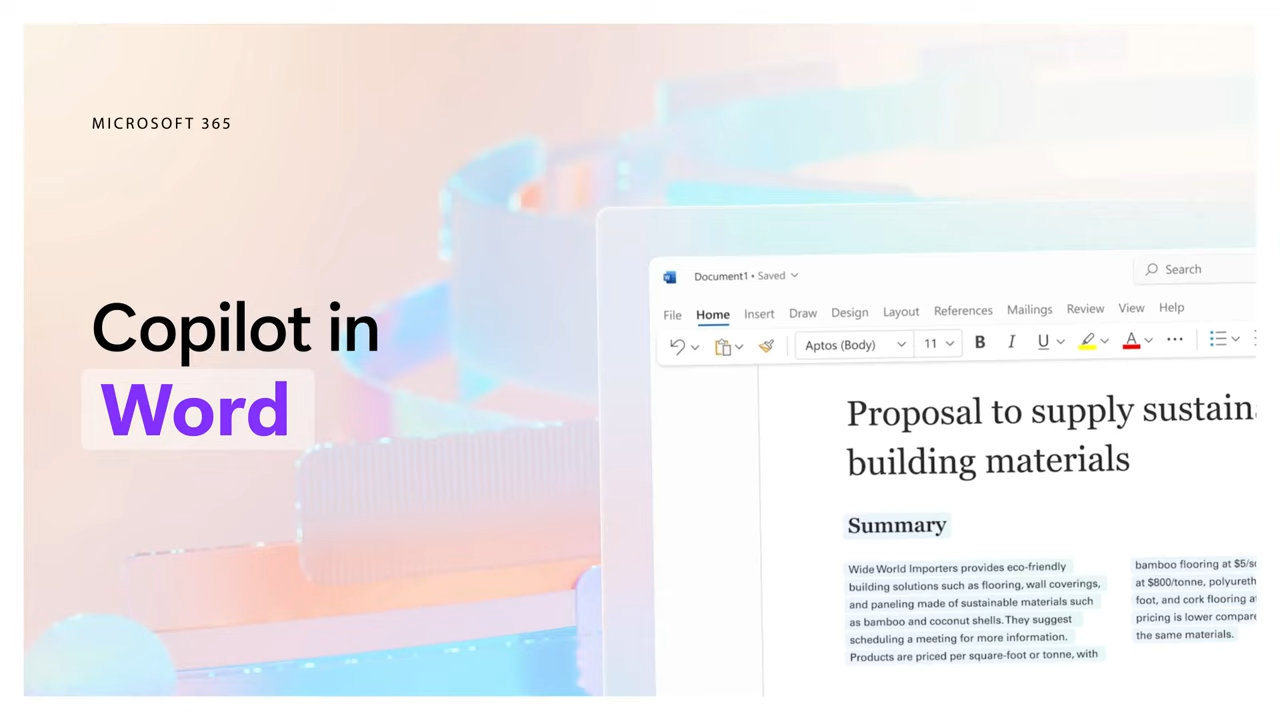 MICROSOFT 365
Copilot in
Word
Document1 • Saved
Search
File Home Insert Draw Design Layout References Mailings Review View Help
Aptos (Body) 11 B I U A
Proposal to supply
building materials
Summary
Wide World Importers provides eco-friendly
building solutions such as flooring, wall coverings,
and paneling made of sustainable materials such
as bamboo and coconut shells. They suggest
scheduling a meeting for more information.
Products are priced per square-foot or tonne, with
bamboo flooring at
at $800/tonne,
foot, and cork flooring
pricing is lower
the same materials.